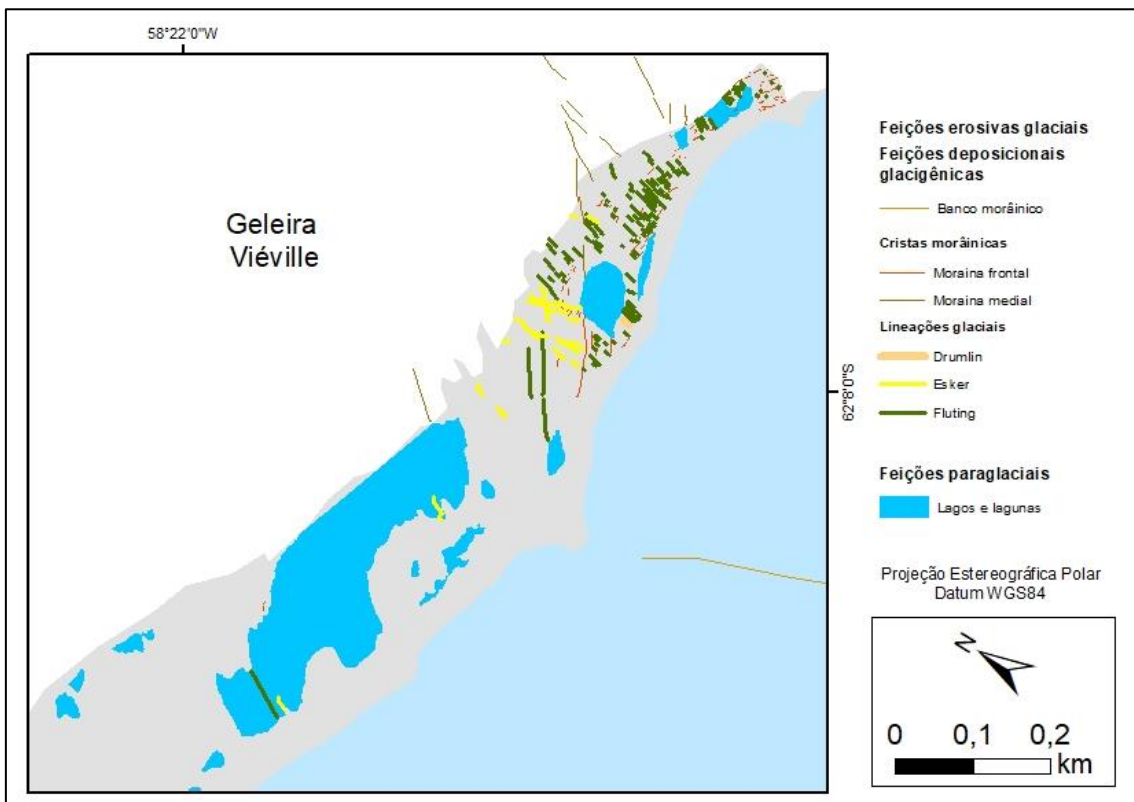 58°22'0"W
Geleira
Viéville
62°8'0"S
Feições erosivas glaciais
Feições deposicionais
glacigênicas
Banco morâinico
Cristas morâinicas
Moraina frontal
Moraina medial
Lineações glaciais
Drumlin
Esker
Fluting
Feições paraglaciais
Lagos e lagunas
Projeção Estereográfica Polar
Datum WGS84
N
0 0,1 0,2
km